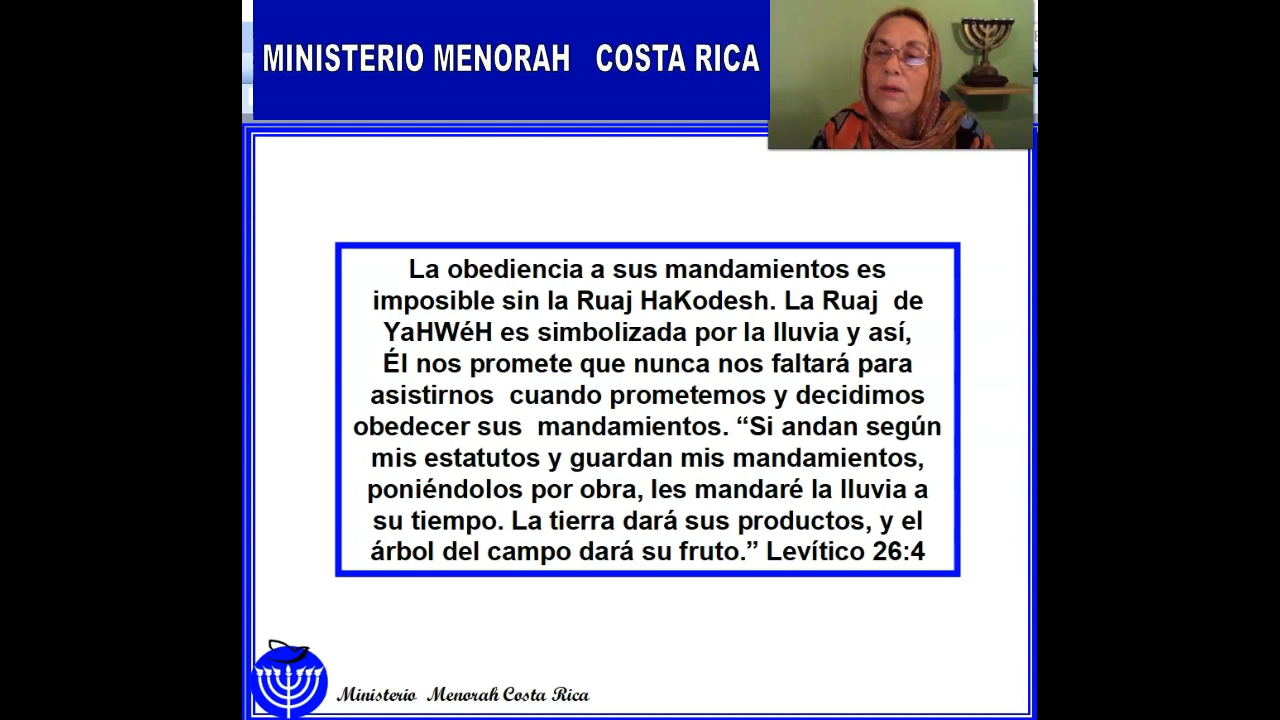 MINISTERIO MENORAH COSTA RICA
La obediencia a sus mandamientos es
imposible sin la Ruaj HaKodesh. La Ruaj de
YaHWéH es simbolizada por la lluvia y así,
Él nos promete que nunca nos faltará para
asistirnos cuando prometemos y decidimos
obedecer sus mandamientos. “Si andan según
mis estatutos y guardan mis mandamientos,
poniéndolos por obra, les mandaré la lluvia a
su tiempo. La tierra dará sus productos, y el
árbol del campo dará su fruto.” Levítico 26:4
Ministerio Menorah Costa Rica